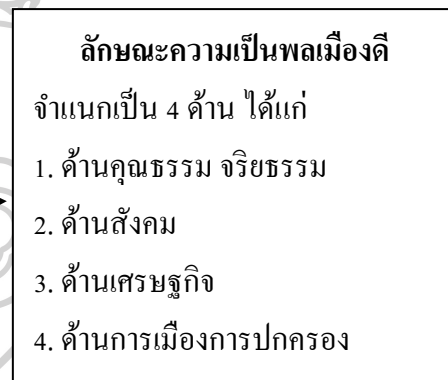 ลักษณะความเป็นพลเมืองดี
จำแนกเป็น 4 ด้าน ได้แก่
1. ด้านคุณธรรม จริยธรรม
2. ด้านสังคม
3. ด้านเศรษฐกิจ
4. ด้านการเมืองการปกครอง